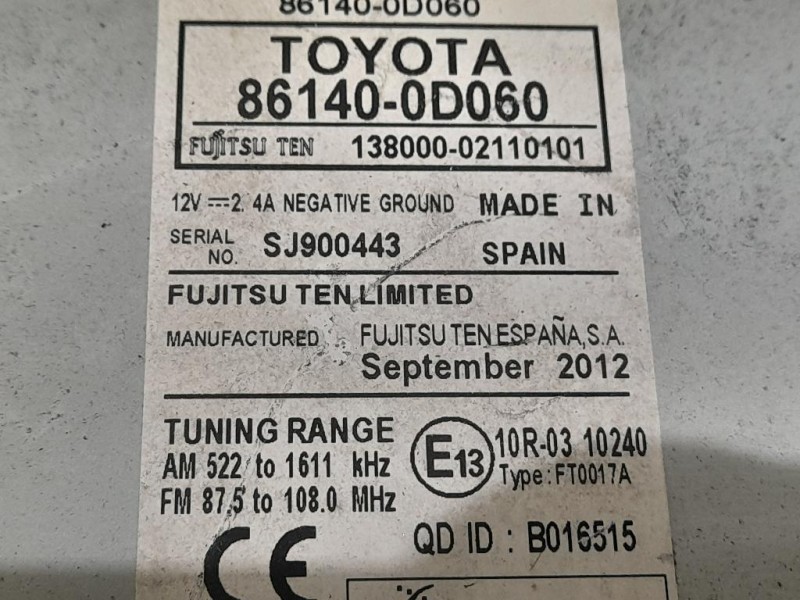 86140-0D060
TOYOTA
86140-0D060
FUJITSU TEN 138000-02110101
12V 2.4A NEGATIVE GROUND MADE IN
SERIAL NO. SJ900443 SPAIN
FUJITSU TEN LIMITED
MANUFACTURED FUJITSU TEN ESPAÑA, S.A.
September 2012
TUNING RANGE
AM 522 to 1611 kHz
FM 87.5 to 108.0 MHz
E13 10R-03 10240
Type: FT0017A
QD ID : B016515
CE